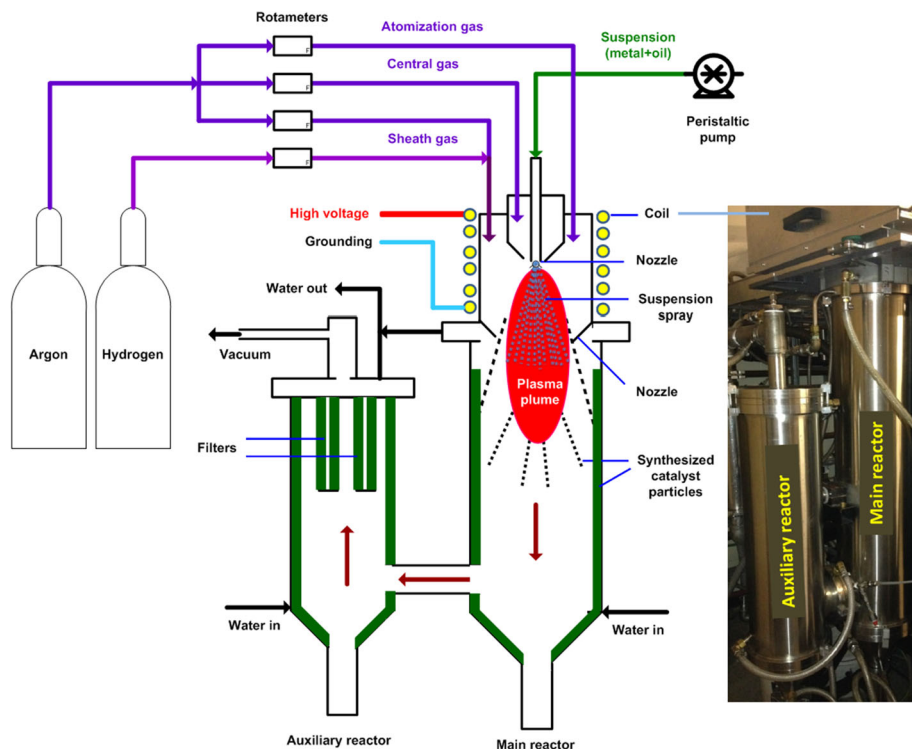 Rotameters
Atomization gas
F
Central gas
F
F
Sheath gas
F
Suspension
(metal+oil)
Peristaltic
pump
High voltage
Grounding
Coil
Nozzle
Suspension
spray
Nozzle
Water out
Vacuum
Argon
Hydrogen
Plasma
plume
Filters
Synthesized
catalyst
particles
Water in
Water in
Auxiliary reactor
Main reactor
Auxiliary reactor
Main reactor